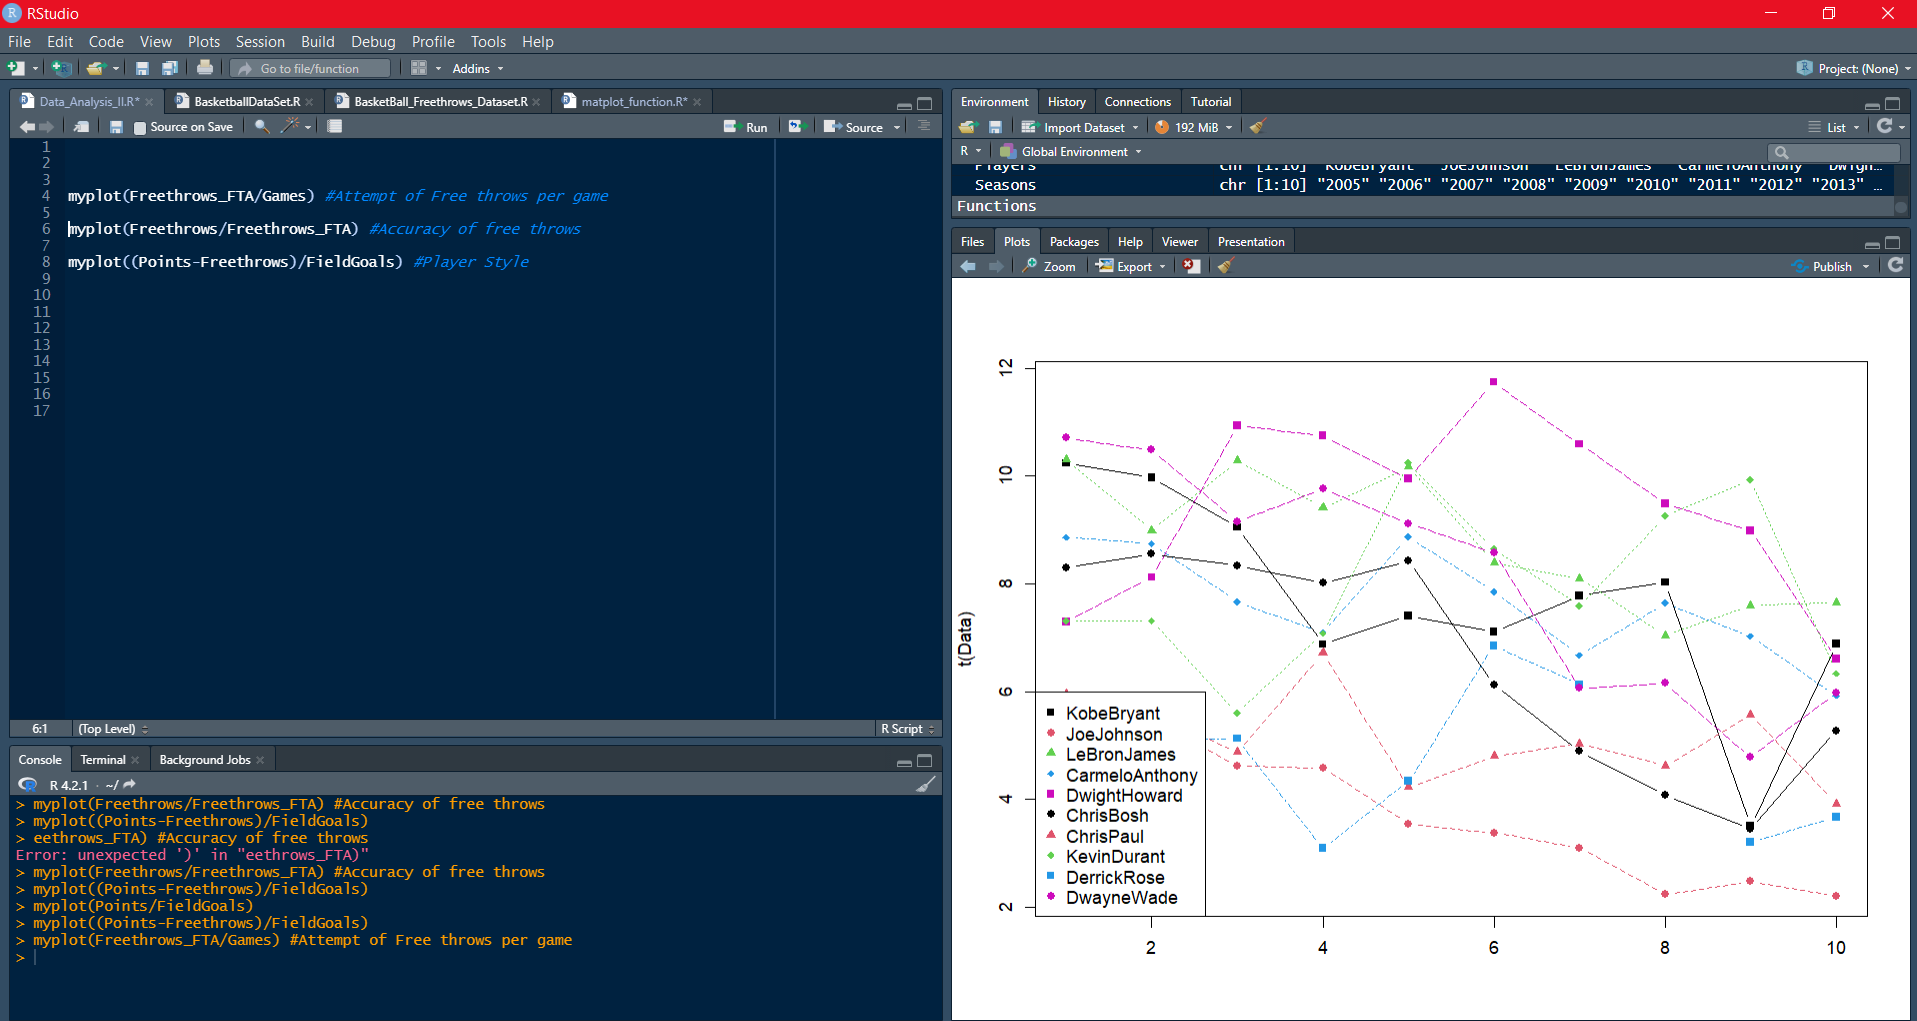 RStudio
File Edit Code View Plots Session Build Debug Profile Tools Help
Go to file/function Addins Project: (None)
Data_Analysis_II.R* BasketballDataSet.R BasketBall_Freethrows_Dataset.R matplot_function.R*
Source on Save Run Source
1
2
3
4 myplot(Freethrows_FTA/Games) #Attempt of Free throws per game
5
6 myplot(Freethrows/Freethrows_FTA) #Accuracy of free throws
7
8 myplot((Points-Freethrows)/FieldGoals) #Player Style
9
10
11
12
13
14
15
16
17
6:1 (Top Level) R Script
Console Terminal Background Jobs
R 4.2.1 · ~/
> myplot(Freethrows/Freethrows_FTA) #Accuracy of free throws
> myplot((Points-Freethrows)/FieldGoals)
> eethrows_FTA) #Accuracy of free throws
Error: unexpected ')' in "eethrows_FTA)"
> myplot(Freethrows/Freethrows_FTA) #Accuracy of free throws
> myplot((Points-Freethrows)/FieldGoals)
> myplot(Points/FieldGoals)
> myplot((Points-Freethrows)/FieldGoals)
> myplot(Freethrows_FTA/Games) #Attempt of Free throws per game
>
Environment History Connections Tutorial
Import Dataset 192 MiB List
R Global Environment
Players chr [1:10] "KobeBryant" "JoeJohnson" "LeBronJames" "CarmeloAnthony" "Dwigh...
Seasons chr [1:10] "2005" "2006" "2007" "2008" "2009" "2010" "2011" "2012" "2013" ...
Functions
Files Plots Packages Help Viewer Presentation
Zoom Export Publish
12
10
8
6
4
2
t(Data)
KobeBryant
JoeJohnson
LeBronJames
CarmeloAnthony
DwightHoward
ChrisBosh
ChrisPaul
KevinDurant
DerrickRose
DwayneWade
2 4 6 8 10